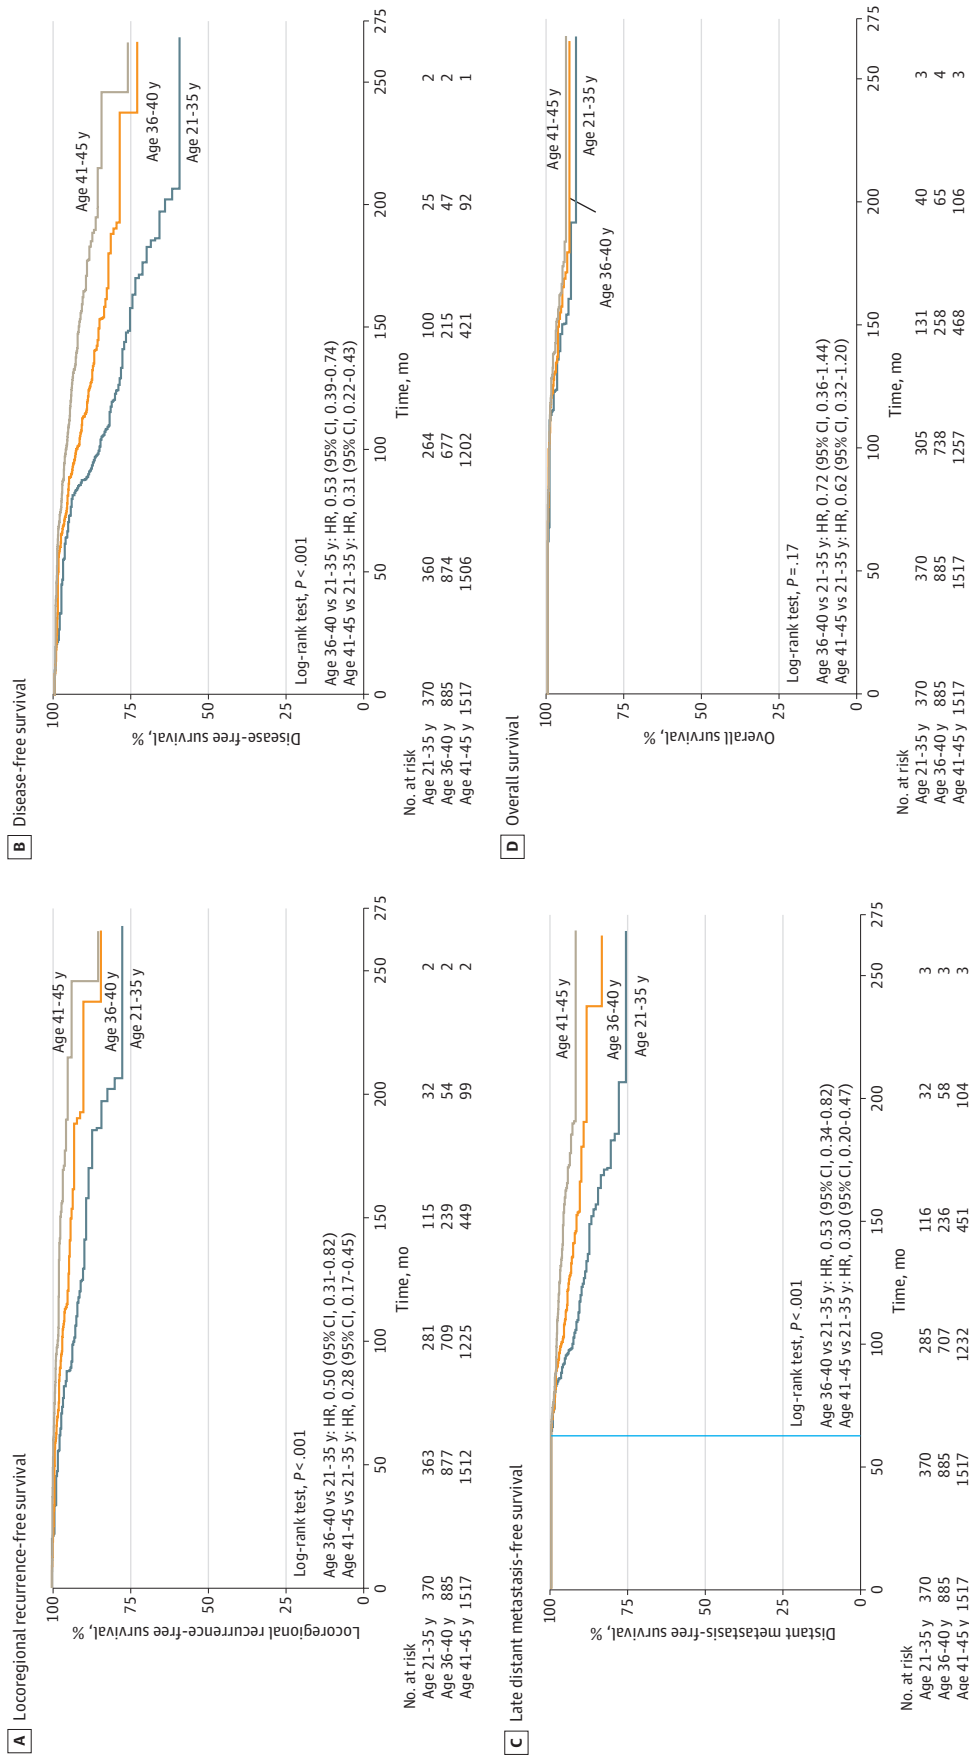 A Locoregional recurrence-free survival
Locoregional recurrence-free survival, %
100
75
50
25
0
Age 41-45 y
Age 36-40 y
Age 21-35 y
Log-rank test, P<.001
Age 36-40 vs 21-35 y: HR, 0.50 (95% CI, 0.31-0.82)
Age 41-45 vs 21-35 y: HR, 0.28 (95% CI, 0.17-0.45)
0 50 100 150 200 250 275
Time, mo
No. at risk
Age 21-35 y 370 363 281 115 32 2
Age 36-40 y 885 877 709 239 54 2
Age 41-45 y 1517 1512 1225 449 99 2
B Disease-free survival
Disease-free survival, %
100
75
50
25
0
Age 41-45 y
Age 36-40 y
Age 21-35 y
Log-rank test, P<.001
Age 36-40 vs 21-35 y: HR, 0.53 (95% CI, 0.39-0.74)
Age 41-45 vs 21-35 y: HR, 0.31 (95% CI, 0.22-0.43)
0 50 100 150 200 250 275
Time, mo
No. at risk
Age 21-35 y 370 360 264 100 25 2
Age 36-40 y 885 874 677 215 47 2
Age 41-45 y 1517 1506 1202 421 92 1
C Late distant metastasis-free survival
Distant metastasis-free survival, %
100
75
50
25
0
Age 41-45 y
Age 36-40 y
Age 21-35 y
Log-rank test, P<.001
Age 36-40 vs 21-35 y: HR, 0.53 (95% CI, 0.34-0.82)
Age 41-45 vs 21-35 y: HR, 0.30 (95% CI, 0.20-0.47)
0 50 100 150 200 250 275
Time, mo
No. at risk
Age 21-35 y 370 370 285 116 32 3
Age 36-40 y 885 885 707 236 58 3
Age 41-45 y 1517 1517 1232 451 104 3
D Overall survival
Overall survival, %
100
75
50
25
0
Age 41-45 y
Age 21-35 y
Age 36-40 y
Log-rank test, P=.17
Age 36-40 vs 21-35 y: HR, 0.72 (95% CI, 0.36-1.44)
Age 41-45 vs 21-35 y: HR, 0.62 (95% CI, 0.32-1.20)
0 50 100 150 200 250 275
Time, mo
No. at risk
Age 21-35 y 370 370 305 131 40 3
Age 36-40 y 885 885 738 258 65 4
Age 41-45 y 1517 1517 1257 468 106 3